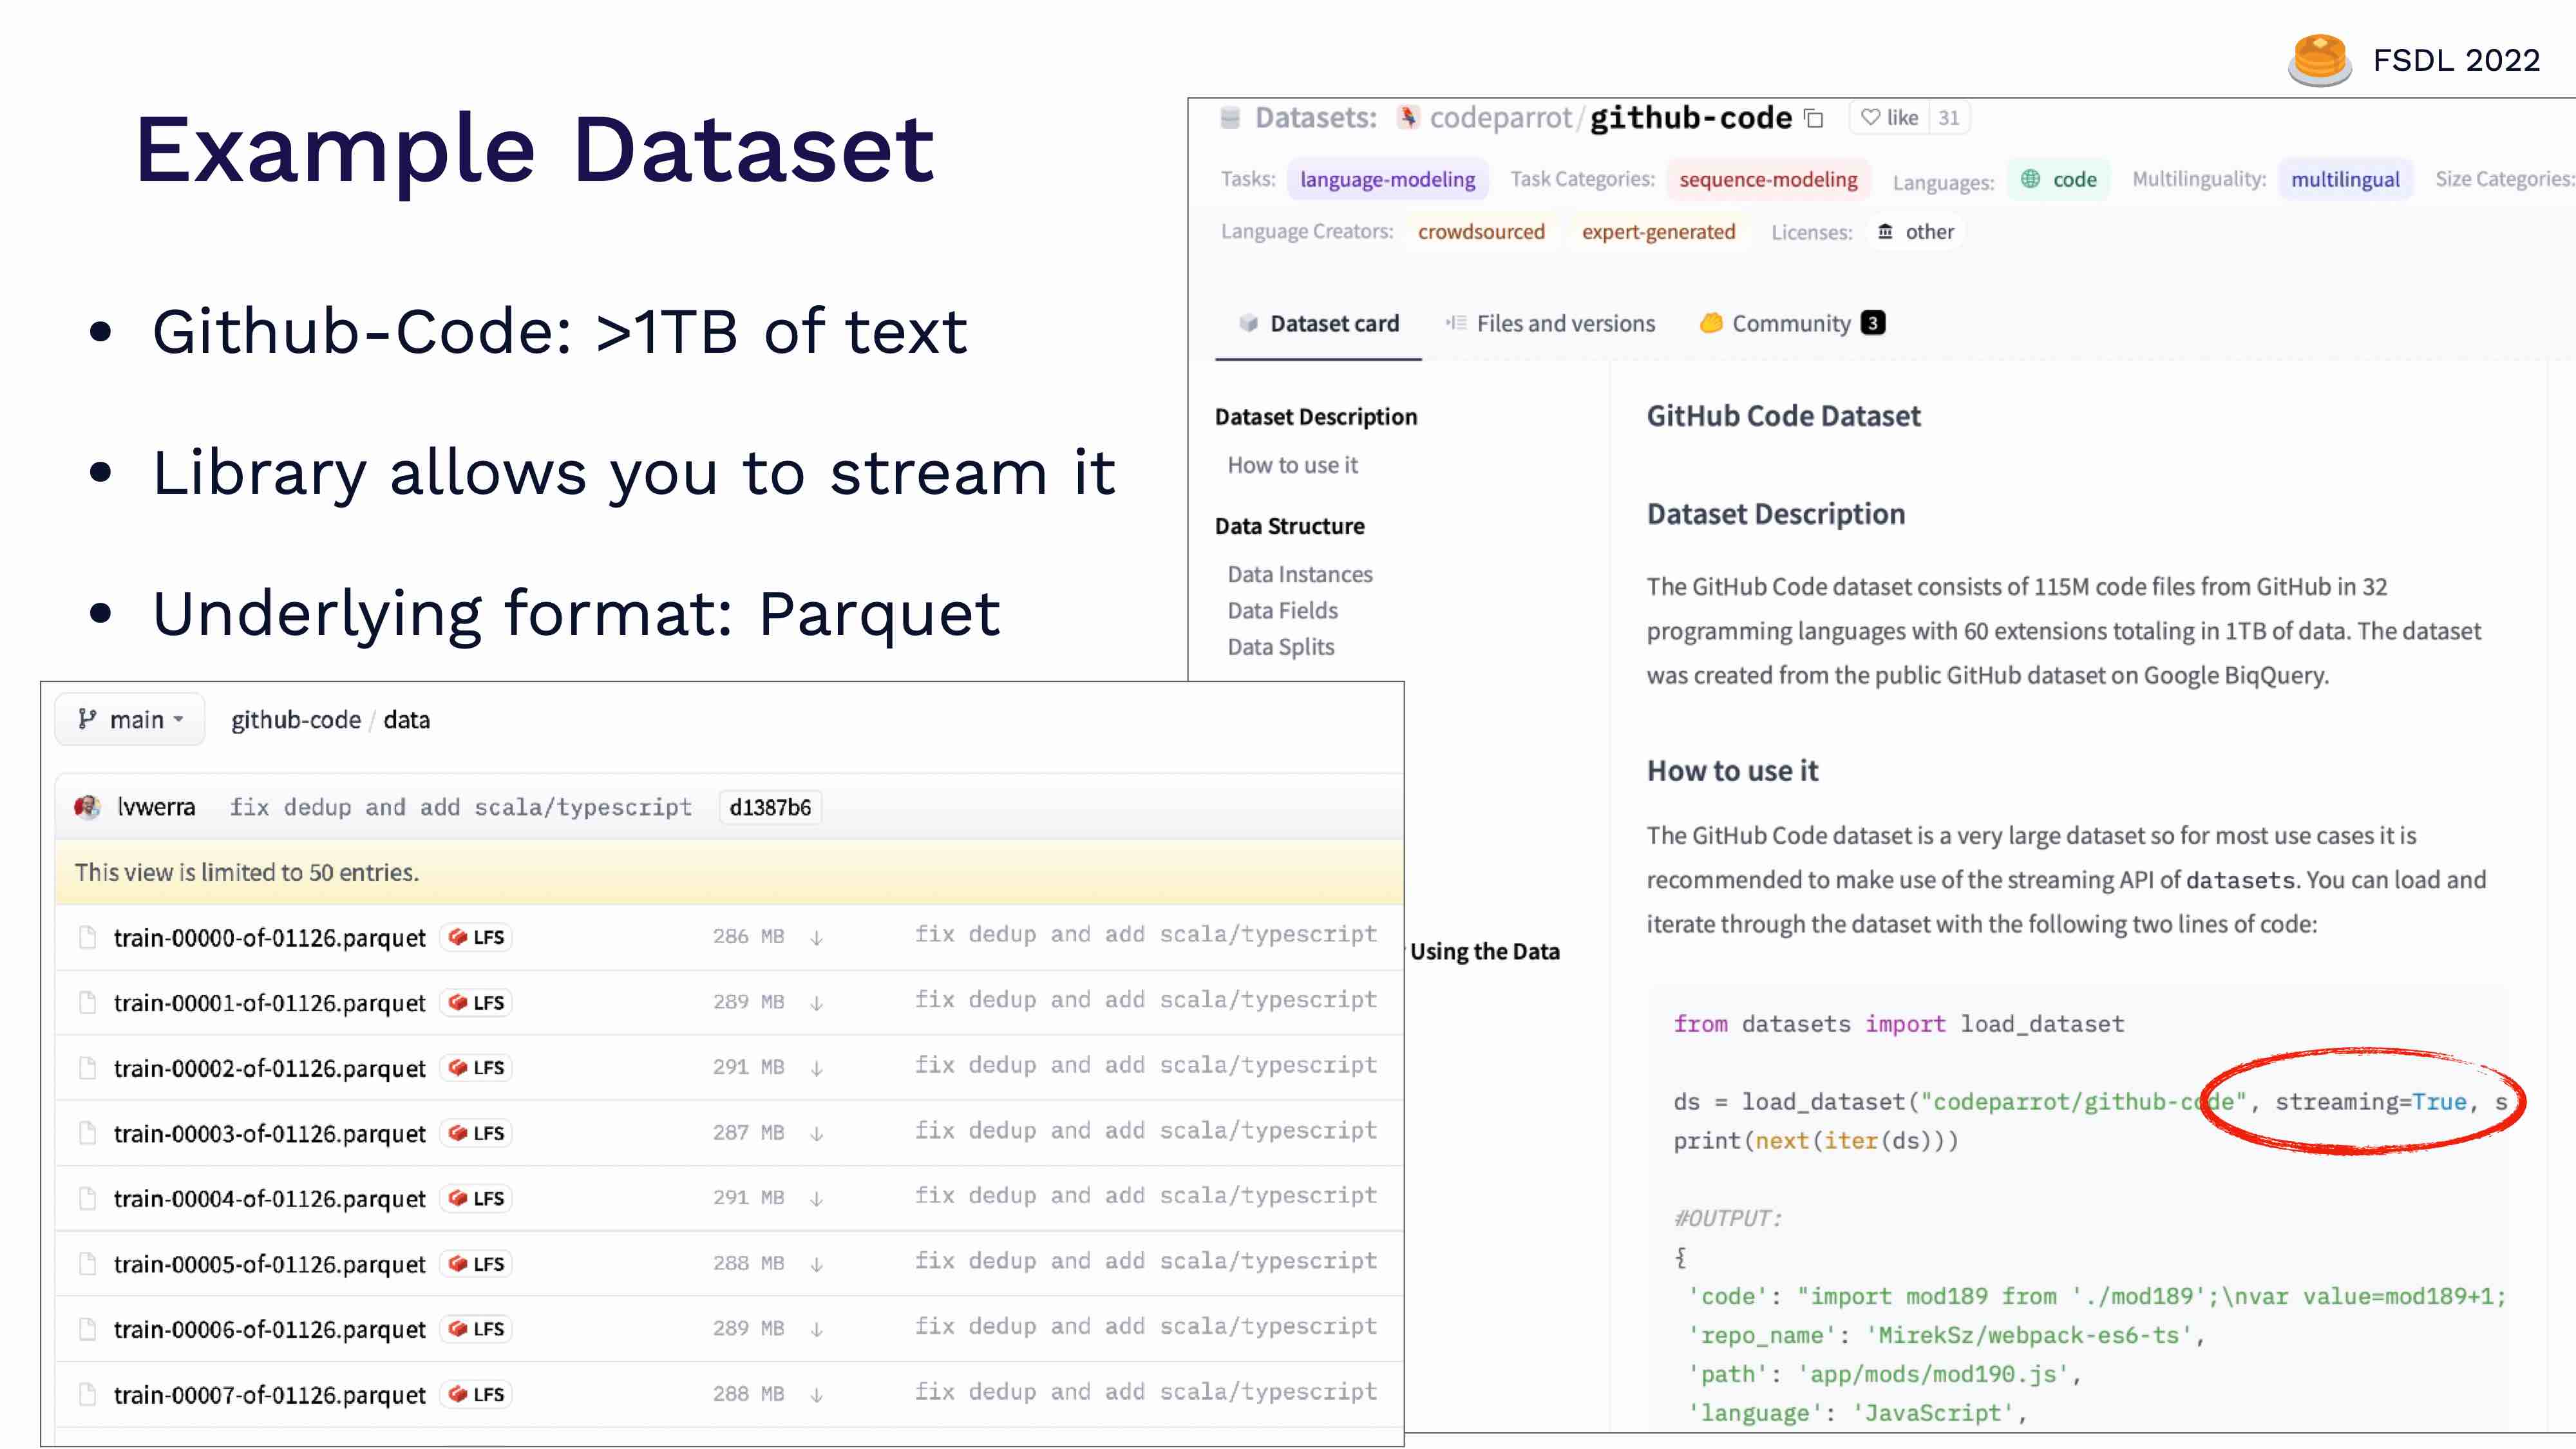 FSDL 2022
Example Dataset
• Github-Code: >1TB of text
• Library allows you to stream it
• Underlying format: Parquet
Datasets: codeparrot/github-code like 31
Tasks: language-modeling Task Categories: sequence-modeling Languages: code Multilinguality: multilingual Size Categories:
Language Creators: crowdsourced expert-generated Licenses: other
Dataset card Files and versions Community 3
Dataset Description
How to use it
Data Structure
Data Instances
Data Fields
Data Splits
Using the Data
GitHub Code Dataset
Dataset Description
The GitHub Code dataset consists of 115M code files from GitHub in 32
programming languages with 60 extensions totaling in 1TB of data. The dataset
was created from the public GitHub dataset on Google BiqQuery.
How to use it
The GitHub Code dataset is a very large dataset so for most use cases it is
recommended to make use of the streaming API of datasets. You can load and
iterate through the dataset with the following two lines of code:
from datasets import load_dataset
ds = load_dataset("codeparrot/github-code", streaming=True, s
print(next(iter(ds)))
#OUTPUT:
{
'code': "import mod189 from './mod189';\nvar value=mod189+1;
'repo_name': 'MirekSz/webpack-es6-ts',
'path': 'app/mods/mod190.js',
'language': 'JavaScript',
main github-code / data
lvwerra fix dedup and add scala/typescript d1387b6
This view is limited to 50 entries.
train-00000-of-01126.parquet LFS 286 MB ↓ fix dedup and add scala/typescript
train-00001-of-01126.parquet LFS 289 MB ↓ fix dedup and add scala/typescript
train-00002-of-01126.parquet LFS 291 MB ↓ fix dedup and add scala/typescript
train-00003-of-01126.parquet LFS 287 MB ↓ fix dedup and add scala/typescript
train-00004-of-01126.parquet LFS 291 MB ↓ fix dedup and add scala/typescript
train-00005-of-01126.parquet LFS 288 MB ↓ fix dedup and add scala/typescript
train-00006-of-01126.parquet LFS 289 MB ↓ fix dedup and add scala/typescript
train-00007-of-01126.parquet LFS 288 MB ↓ fix dedup and add scala/typescript